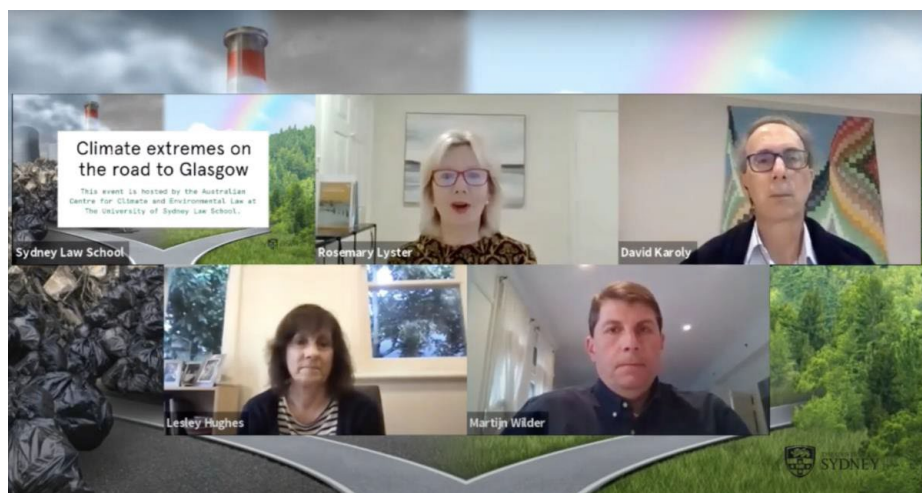 Climate extremes on
the road to Glasgow
This event is hosted by the Australian
Centre for Climate and Environmental Law at
The University of Sydney Law School.
Sydney Law School
Rosemary Lyster
David Karoly
Lesley Hughes
Martijn Wilder
SYDNEY